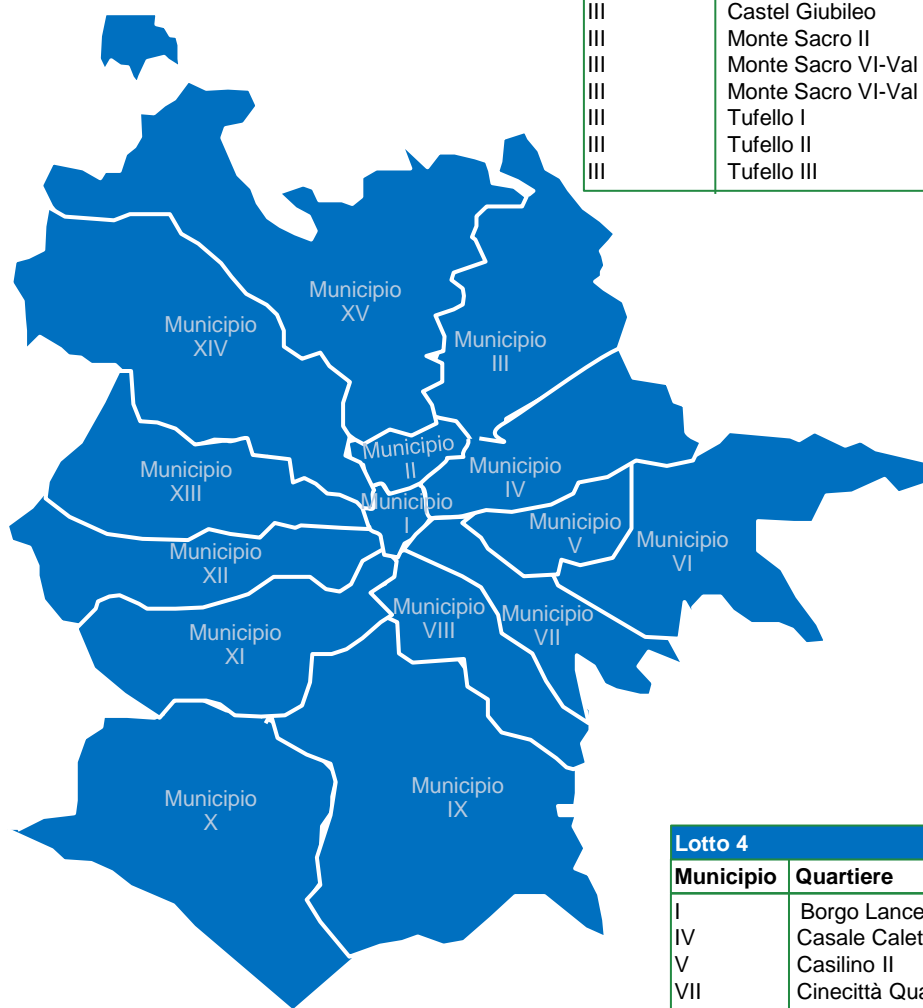 III Castel Giubileo
III Monte Sacro II
III Monte Sacro VI-Val
III Monte Sacro VI-Val
III Tufello I
III Tufello II
III Tufello III
Municipio
XV
Municipio
XIV
Municipio
III
Municipio
II
Municipio
IV
Municipio
XIII
Municipio
I
Municipio
V
Municipio
VI
Municipio
XII
Municipio
VIII
Municipio
VII
Municipio
XI
Municipio
IX
Municipio
X
Lotto 4
Municipio Quartiere
I Borgo Lance
IV Casale Calet
V Casilino II
VII Cinecittà Qua